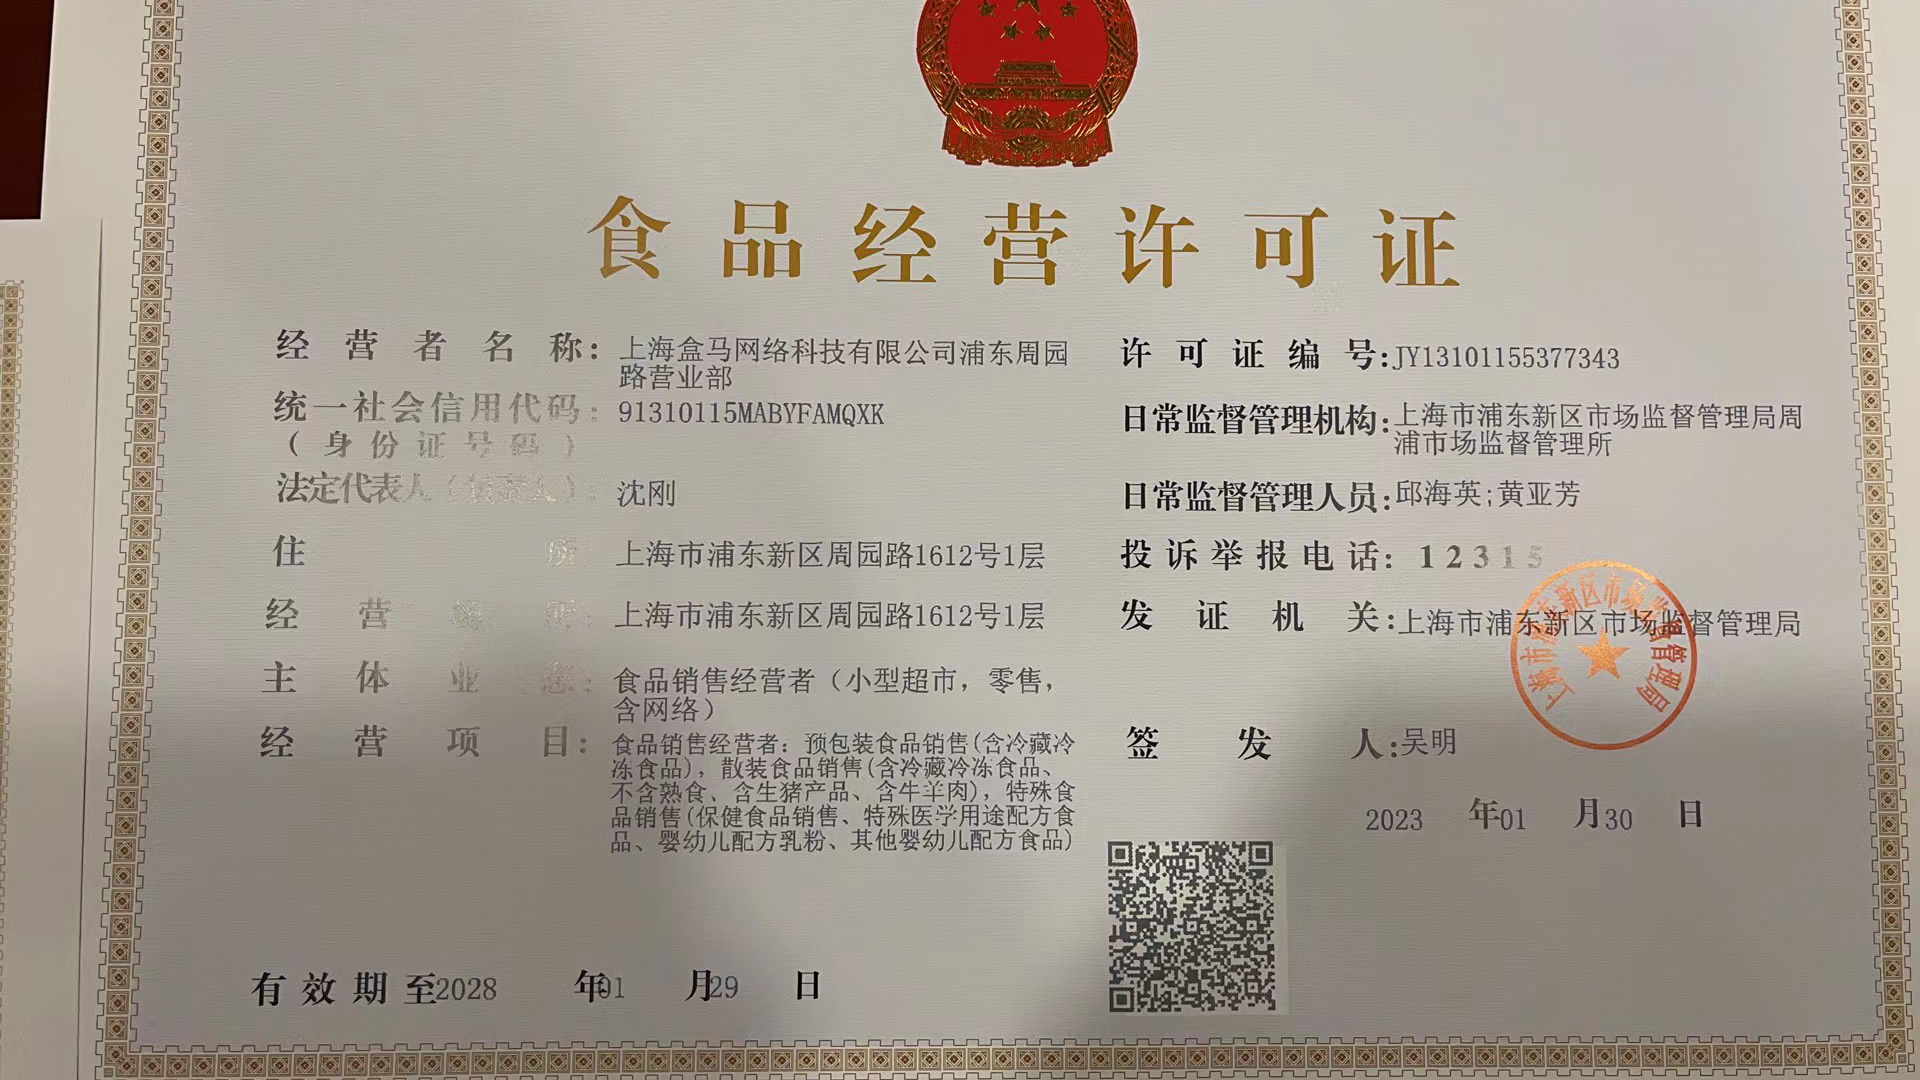 食品经营许可证
经营者名称：上海盒马网络科技有限公司浦东周园
路营业部
统一社会信用代码：91310115MABYFAMQXK
（身份证号码）
法定代表人（负责人）：沈刚
住所：上海市浦东新区周园路1612号1层
经营场所：上海市浦东新区周园路1612号1层
主体业态：食品销售经营者（小型超市，零售，
含网络）
经营项目：食品销售经营者：预包装食品销售(含冷藏冷
冻食品)，散装食品销售(含冷藏冷冻食品、
不含熟食、含生猪产品、含牛羊肉)，特殊食
品销售(保健食品销售、特殊医学用途配方食
品、婴幼儿配方乳粉、其他婴幼儿配方食品)
许可证编号：JY13101155377343
日常监督管理机构：上海市浦东新区市场监督管理局周
浦市场监督管理所
日常监督管理人员：邱海英;黄亚芳
投诉举报电话：12315
发证机关：上海市浦东新区市场监督管理局
上海市浦东新区市场监督管理局
签发人：吴明
2023年01月30日
有效期至2028年01月29日